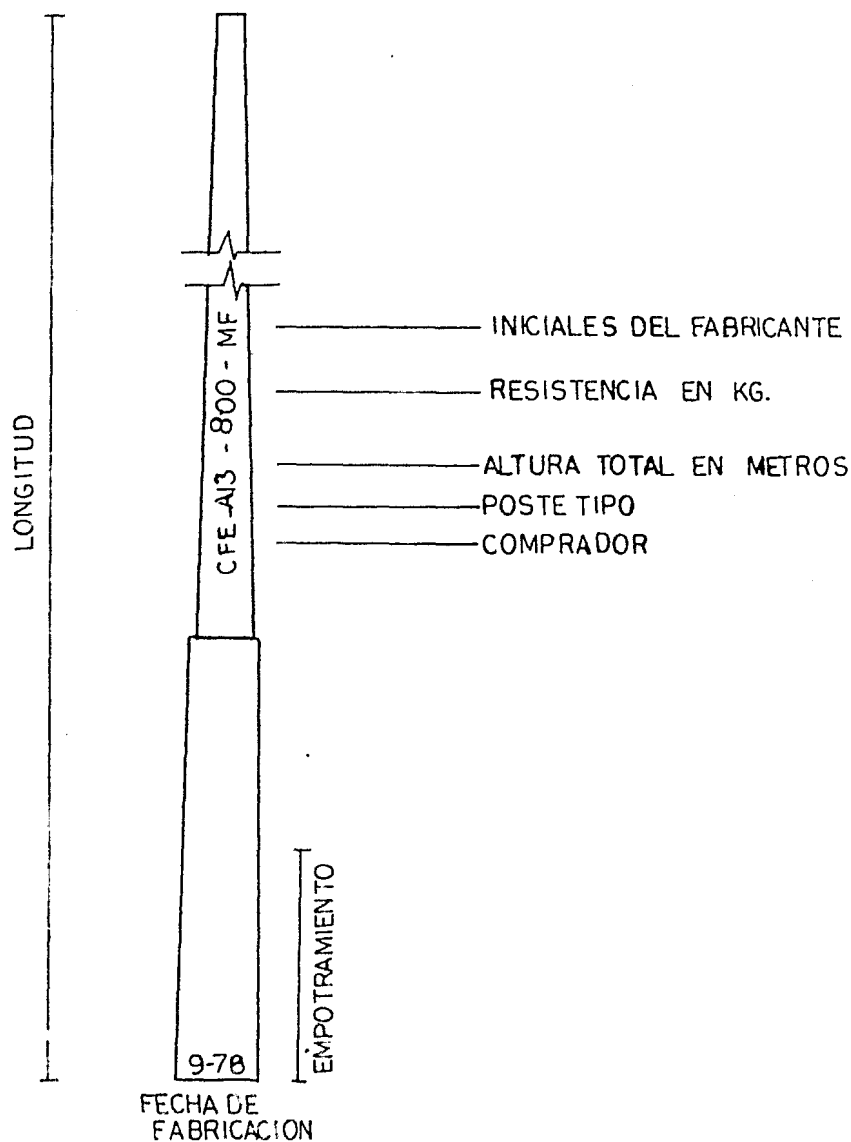 INICIALES DEL FABRICANTE
RESISTENCIA EN KG.
ALTURA TOTAL EN METROS
POSTE TIPO
COMPRADOR
CFE-A13-800-MF
LONGITUD
EMPOTRAMIENTO
9-78
FECHA DE
FABRICACION